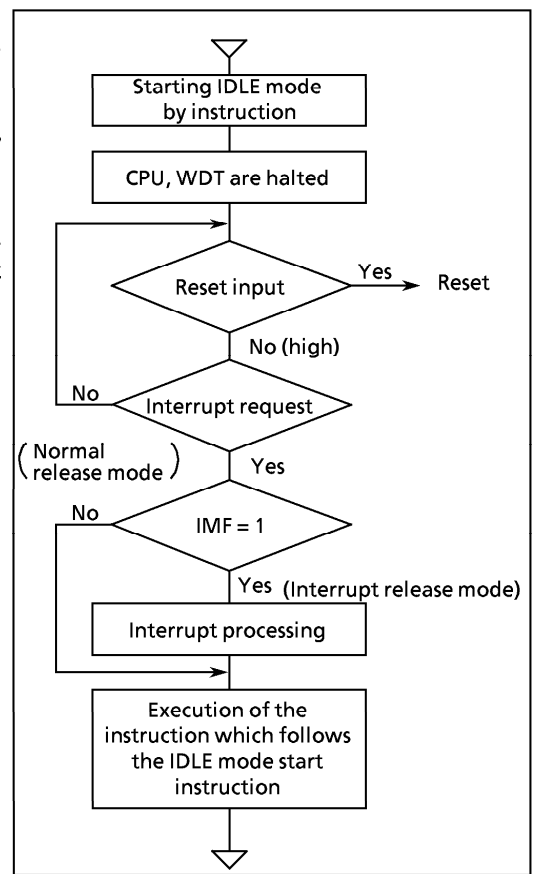 Starting IDLE mode
by instruction
CPU, WDT are halted
Reset input
Yes
Reset
No (high)
No
Interrupt request
(Normal
release mode)
Yes
No
IMF = 1
Yes (Interrupt release mode)
Interrupt processing
Execution of the
instruction which follows
the IDLE mode start
instruction